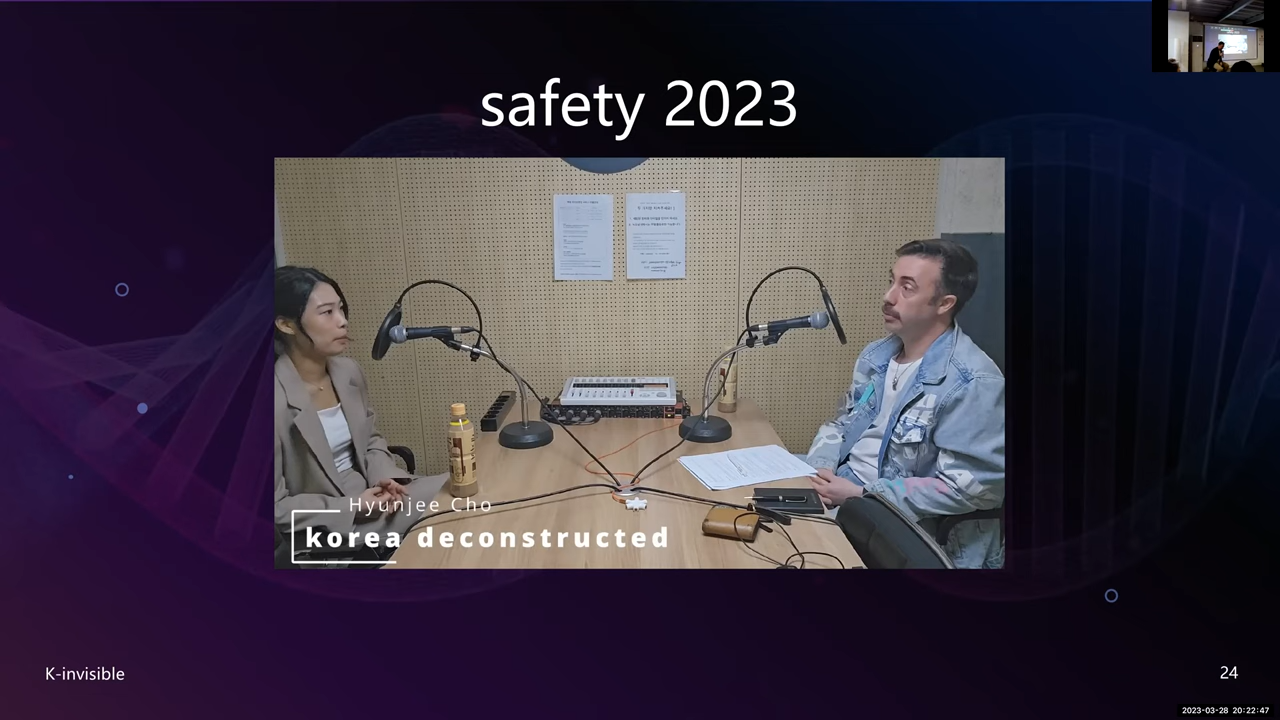 safety 2023
Hyunjee Cho
korea deconstructed
K-invisible
24
2023-03-28 20:22:47